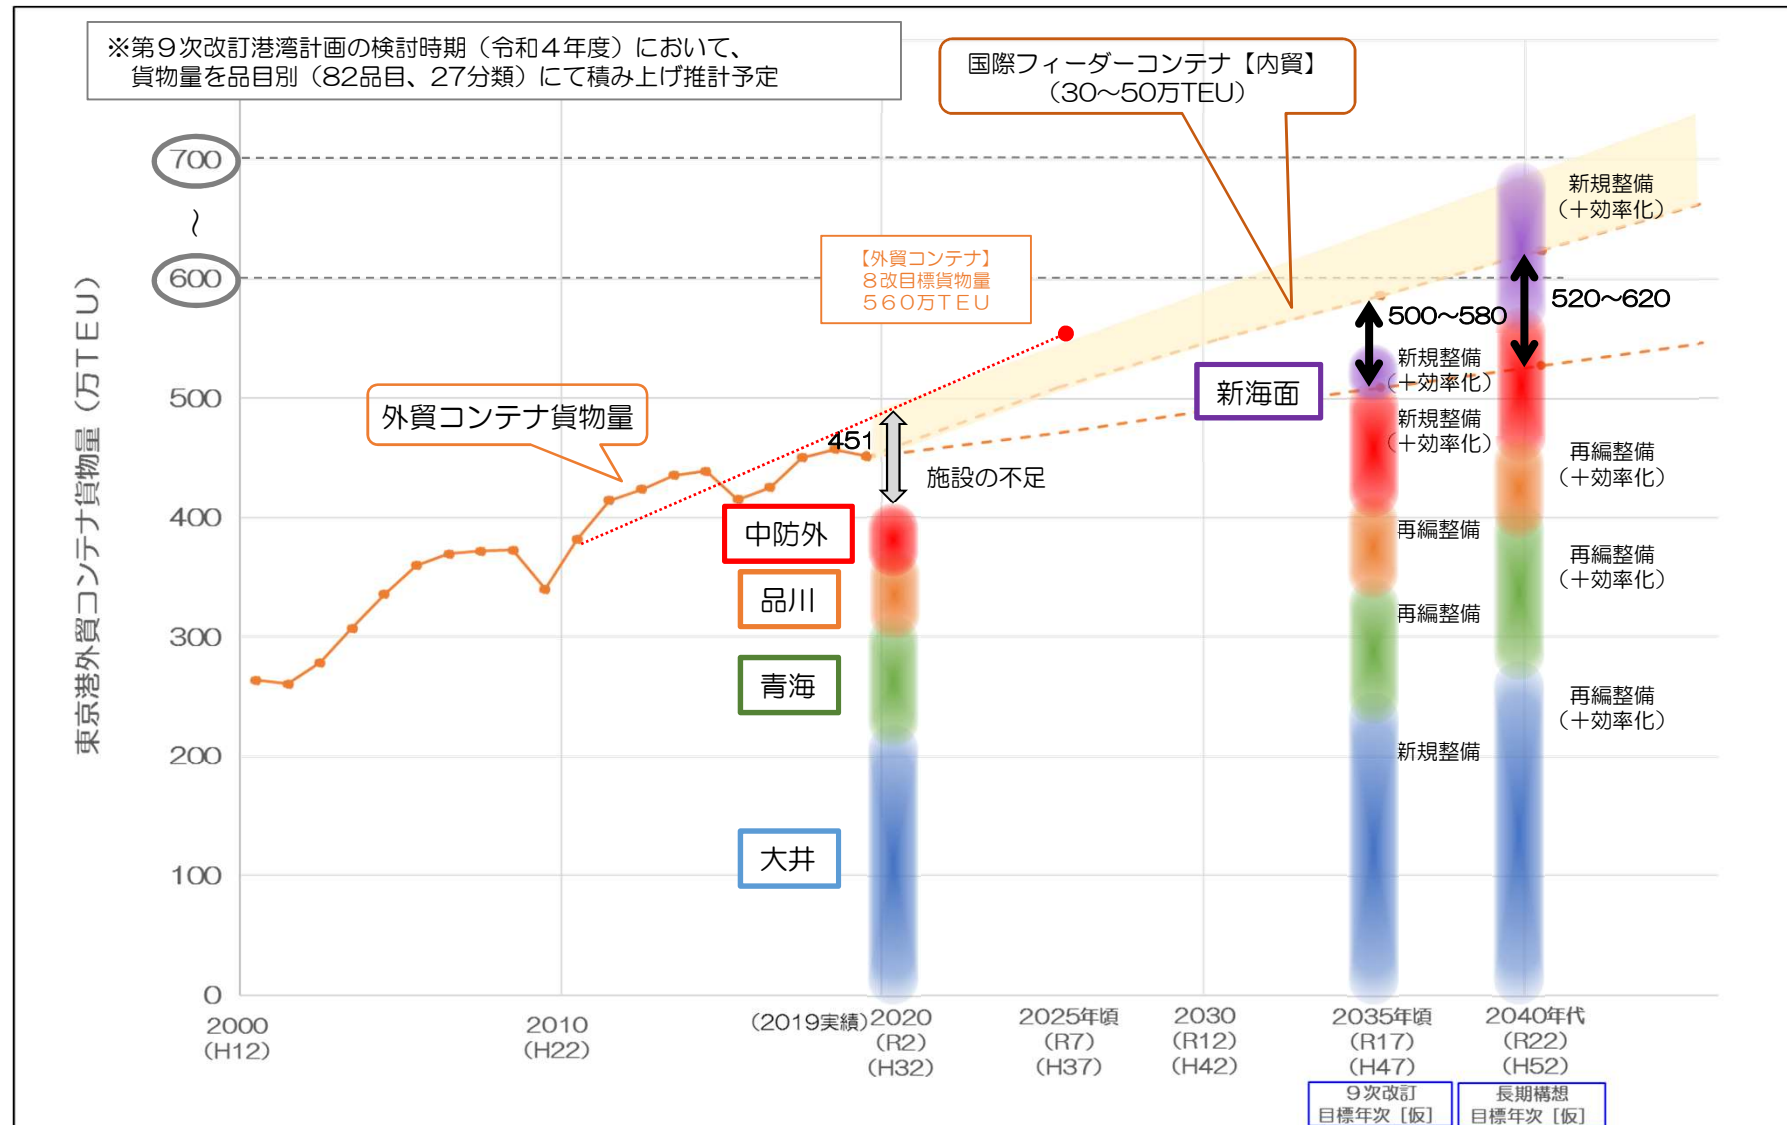 ※第9次改訂港湾計画の検討時期（令和４年度）において、
貨物量を品目別（82品目、27分類）にて積み上げ推計予定
国際フィーダーコンテナ【内貿】
（30～50万TEU）
東京港外貿コンテナ貨物量（万TEU）
700
～
600
500
400
300
200
100
0
【外貿コンテナ】
8改目標貨物量
５６０万ＴＥＵ
外貿コンテナ貨物量
451
施設の不足
中防外
品川
青海
大井
新海面
500～580
新規整備
（＋効率化）
新規整備
（＋効率化）
再編整備
再編整備
新規整備
新規整備
（＋効率化）
520～620
再編整備
（＋効率化）
再編整備
（＋効率化）
再編整備
（＋効率化）
2000
(H12)
2010
(H22)
（2019実績）
2020
(R2)
(H32)
2025年頃
(R7)
(H37)
2030
(R12)
(H42)
2035年頃
(R17)
(H47)
2040年代
(R22)
(H52)
９次改訂
目標年次［仮］
長期構想
目標年次［仮］